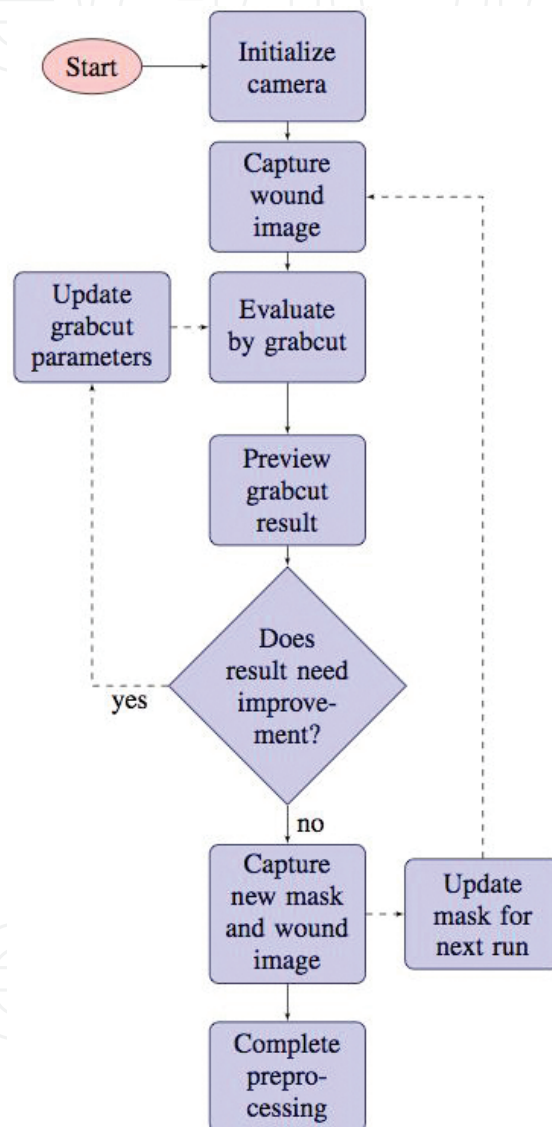 Start
Initialize
camera
Capture
wound
image
Update
grabcut
parameters
Evaluate
by grabcut
Preview
grabcut
result
Does
result need
improve-
ment?
yes
no
Capture
new mask
and wound
image
Update
mask for
next run
Complete
prepro-
cessing